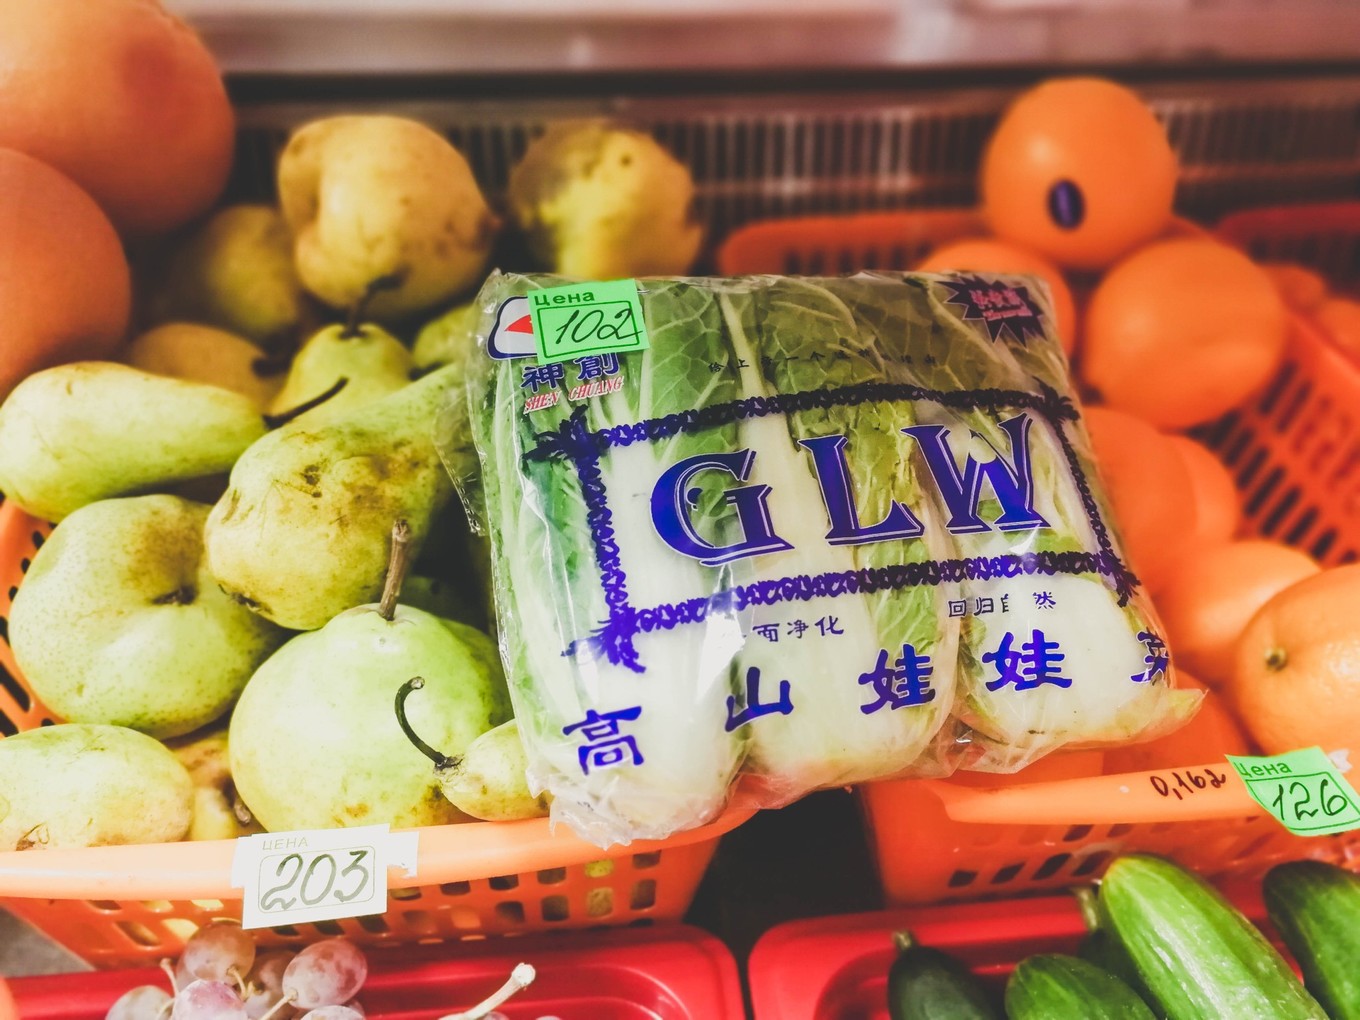 Цена
102
神創
SHEN CHUANG
GLW
面净化
回归自然
高山娃娃菜
ЦЕНА
203
0,162
Цена
126